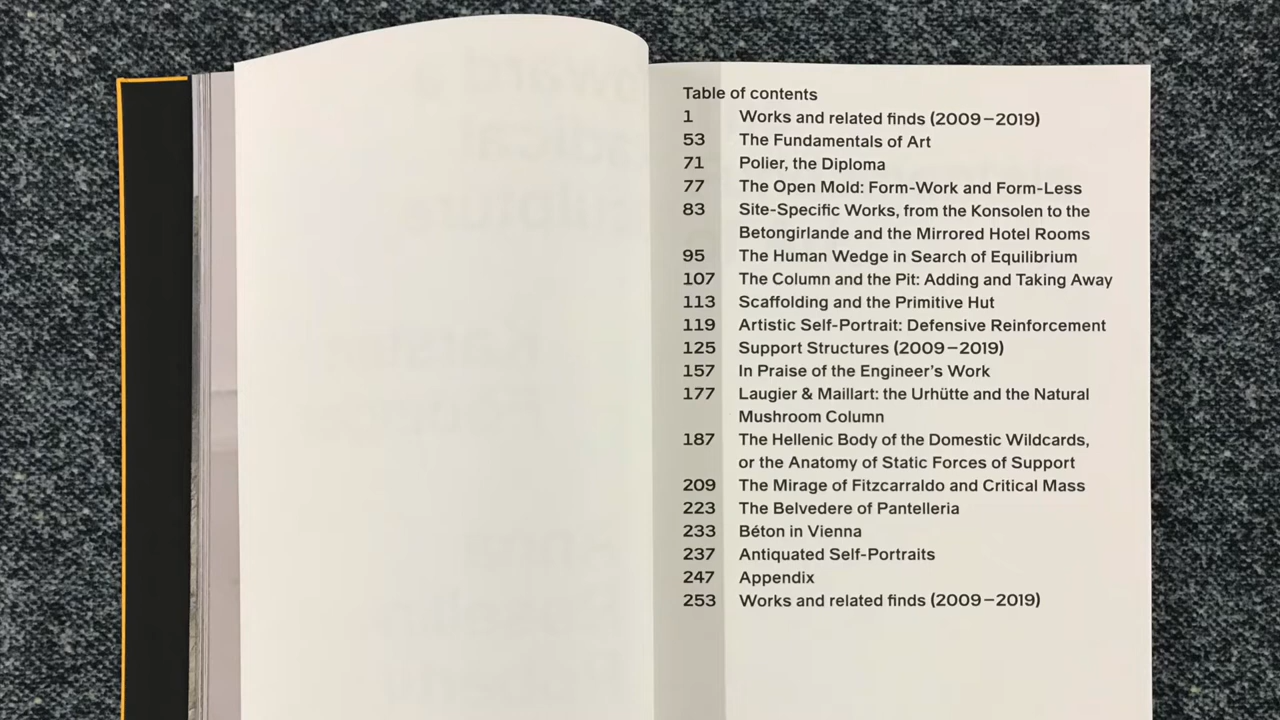 Table of contents
1 Works and related finds (2009–2019)
53 The Fundamentals of Art
71 Polier, the Diploma
77 The Open Mold: Form-Work and Form-Less
83 Site-Specific Works, from the Konsolen to the
Betongirlande and the Mirrored Hotel Rooms
95 The Human Wedge in Search of Equilibrium
107 The Column and the Pit: Adding and Taking Away
113 Scaffolding and the Primitive Hut
119 Artistic Self-Portrait: Defensive Reinforcement
125 Support Structures (2009–2019)
157 In Praise of the Engineer’s Work
177 Laugier & Maillart: the Urhütte and the Natural
Mushroom Column
187 The Hellenic Body of the Domestic Wildcards,
or the Anatomy of Static Forces of Support
209 The Mirage of Fitzcarraldo and Critical Mass
223 The Belvedere of Pantelleria
233 Béton in Vienna
237 Antiquated Self-Portraits
247 Appendix
253 Works and related finds (2009–2019)